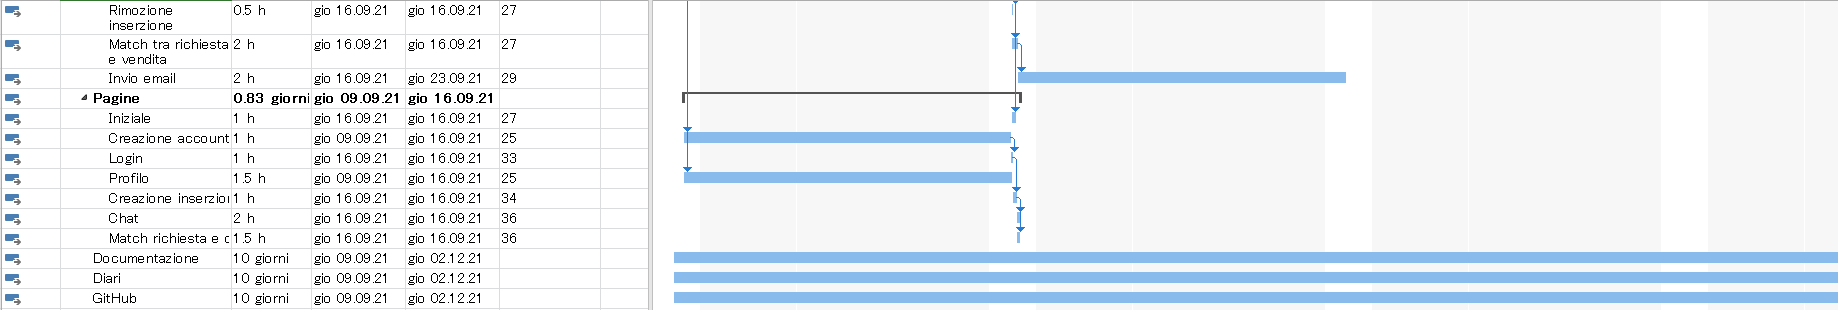 Rimozione inserzione 0.5 h gio 16.09.21 gio 16.09.21 27
Match tra richiesta e vendita 2 h gio 16.09.21 gio 16.09.21 27
Invio email 2 h gio 16.09.21 gio 23.09.21 29
Pagine 0.83 giorni gio 09.09.21 gio 16.09.21
Iniziale 1 h gio 16.09.21 gio 16.09.21 27
Creazione account 1 h gio 09.09.21 gio 16.09.21 25
Login 1 h gio 16.09.21 gio 16.09.21 33
Profilo 1.5 h gio 09.09.21 gio 16.09.21 25
Creazione inserzio 1 h gio 16.09.21 gio 16.09.21 34
Chat 2 h gio 16.09.21 gio 16.09.21 36
Match richiesta e 1.5 h gio 16.09.21 gio 16.09.21 36
Documentazione 10 giorni gio 09.09.21 gio 02.12.21
Diari 10 giorni gio 09.09.21 gio 02.12.21
GitHub 10 giorni gio 09.09.21 gio 02.12.21